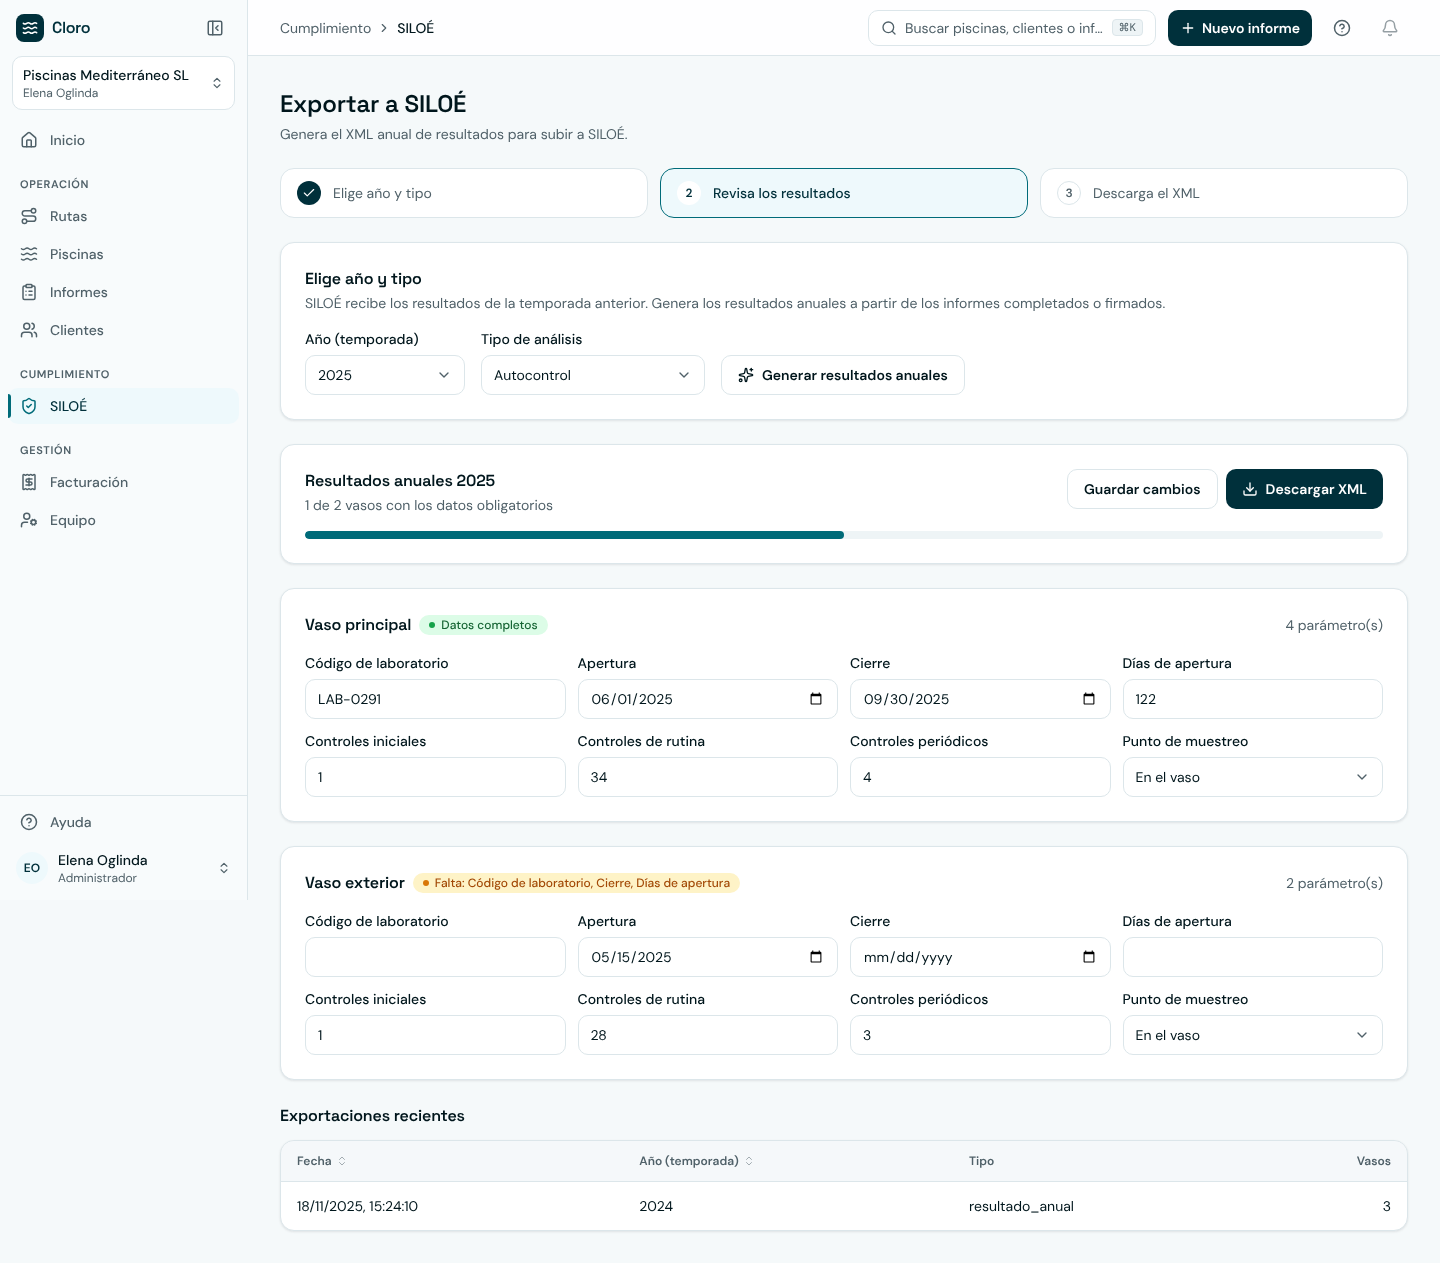 Cloro
Piscinas Mediterráneo SL
Elena Oglinda
Inicio
OPERACIÓN
Rutas
Piscinas
Informes
Clientes
CUMPLIMIENTO
SILOÉ
GESTIÓN
Facturación
Equipo
Ayuda
EO
Elena Oglinda
Administrador
Cumplimiento > SILOÉ
Buscar piscinas, clientes o inf... ⌘K
Nuevo informe
Exportar a SILOÉ
Genera el XML anual de resultados para subir a SILOÉ.
Elige año y tipo
2 Revisa los resultados
3 Descarga el XML
Elige año y tipo
SILOÉ recibe los resultados de la temporada anterior. Genera los resultados anuales a partir de los informes completados o firmados.
Año (temporada) Tipo de análisis
2025 Autocontrol Generar resultados anuales
Resultados anuales 2025
1 de 2 vasos con los datos obligatorios
Guardar cambios Descargar XML
Vaso principal Datos completos 4 parámetro(s)
Código de laboratorio Apertura Cierre Días de apertura
LAB-0291 06/01/2025 09/30/2025 122
Controles iniciales Controles de rutina Controles periódicos Punto de muestreo
1 34 4 En el vaso
Vaso exterior Falta: Código de laboratorio, Cierre, Días de apertura 2 parámetro(s)
Código de laboratorio Apertura Cierre Días de apertura
05/15/2025 mm/dd/yyyy
Controles iniciales Controles de rutina Controles periódicos Punto de muestreo
1 28 3 En el vaso
Exportaciones recientes
Fecha Año (temporada) Tipo Vasos
18/11/2025, 15:24:10 2024 resultado_anual 3